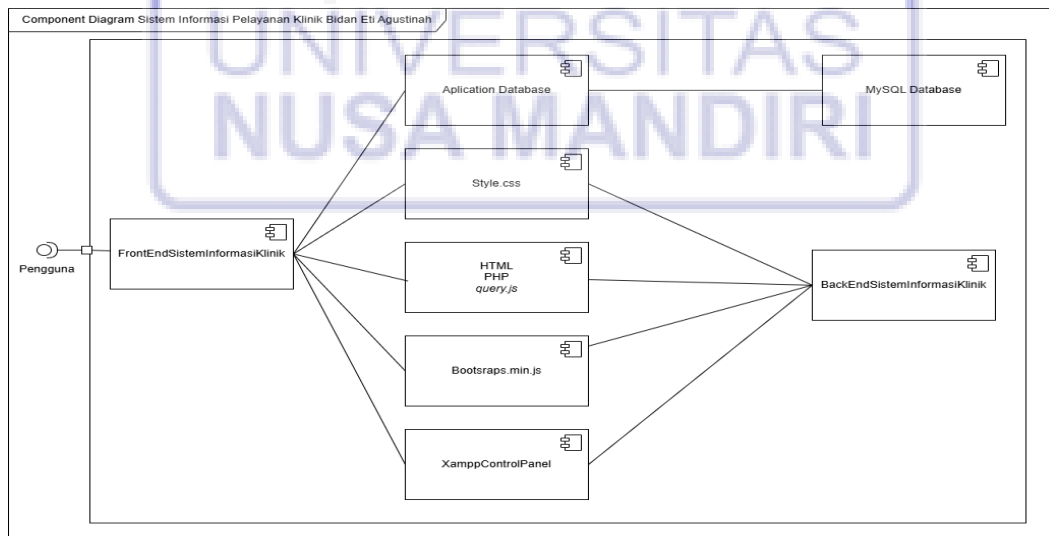 Component Diagram Sistem Informasi Pelayanan Klinik Bidan Eti Agustinah
UNIVERSITAS
NUSA MANDIRI
Aplication Database
MySQL Database
Style.css
Pengguna
FrontEndSistemInformasiKlinik
HTML
PHP
query.js
BackEndSistemInformasiKlinik
Bootsraps.min.js
XamppControlPanel